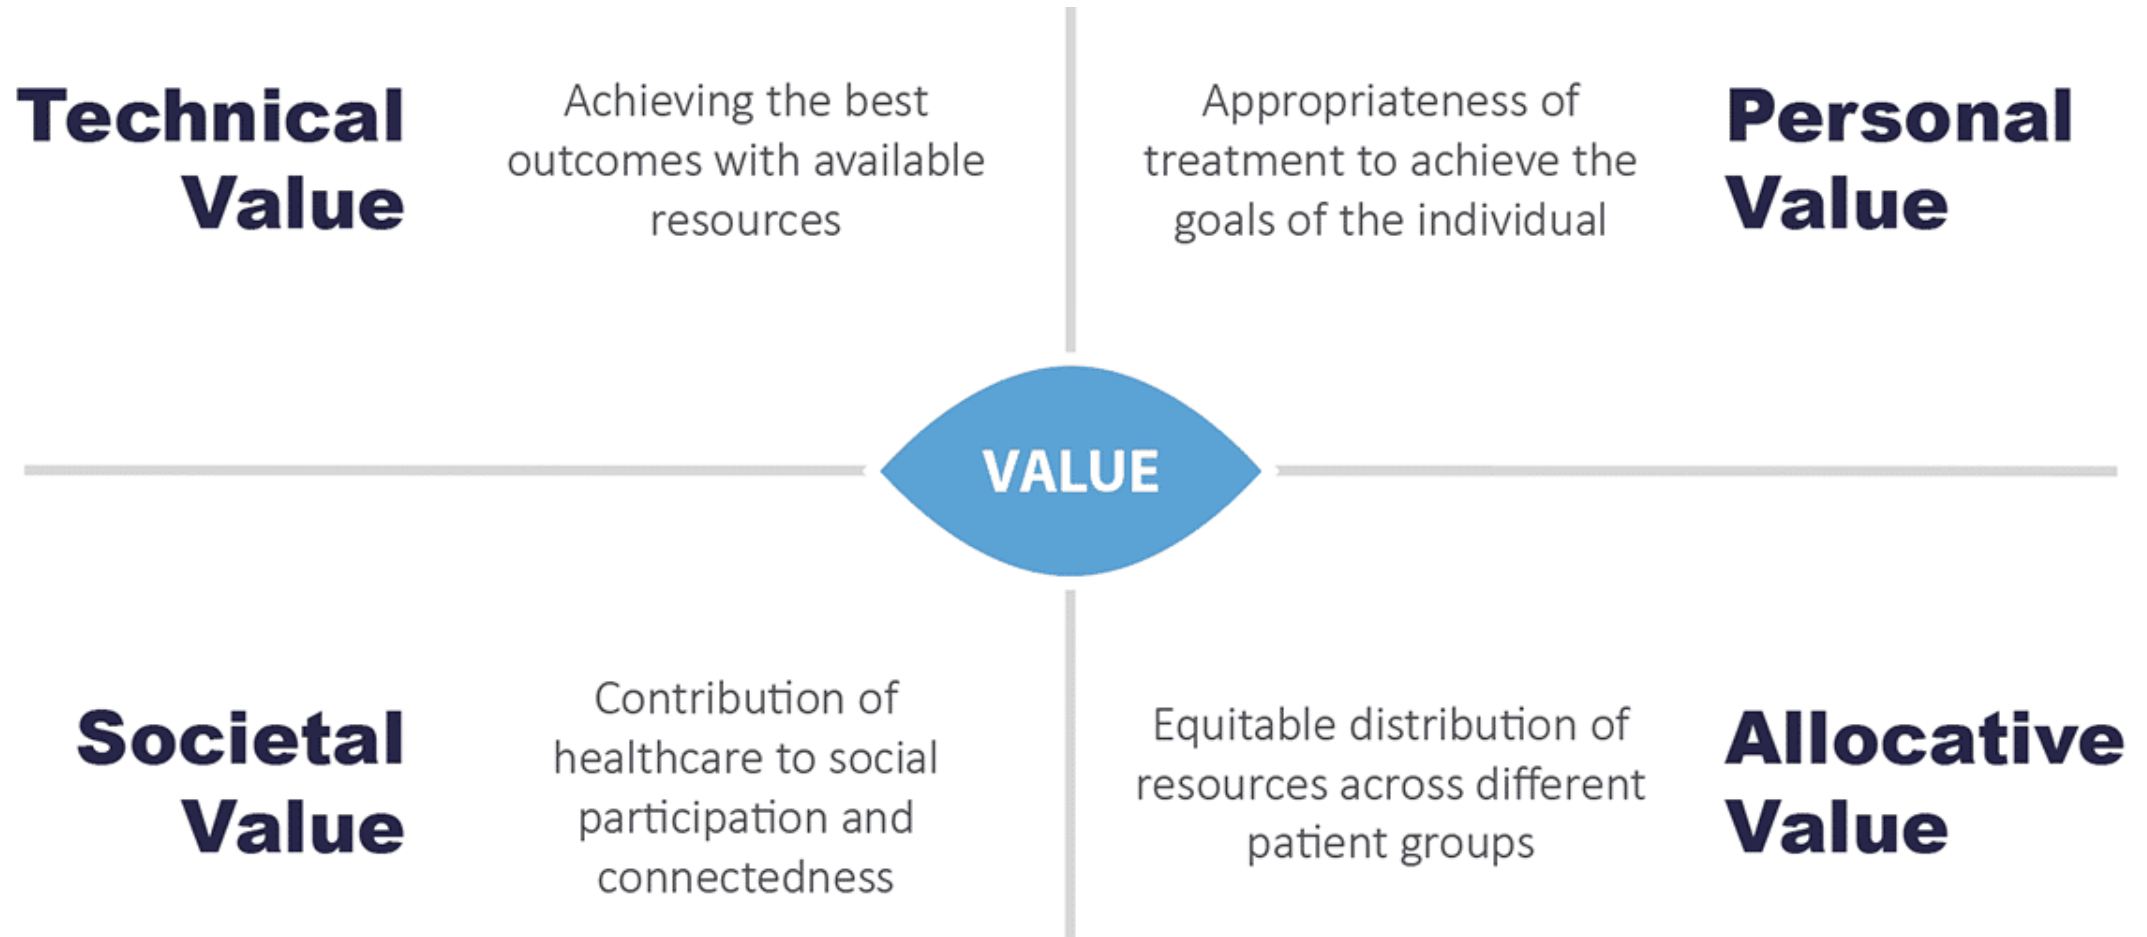 Technical
Value
Achieving the best
outcomes with available
resources
Appropriateness of
treatment to achieve the
goals of the individual
Personal
Value
VALUE
Societal
Value
Contribution of
healthcare to social
participation and
connectedness
Equitable distribution of
resources across different
patient groups
Allocative
Value